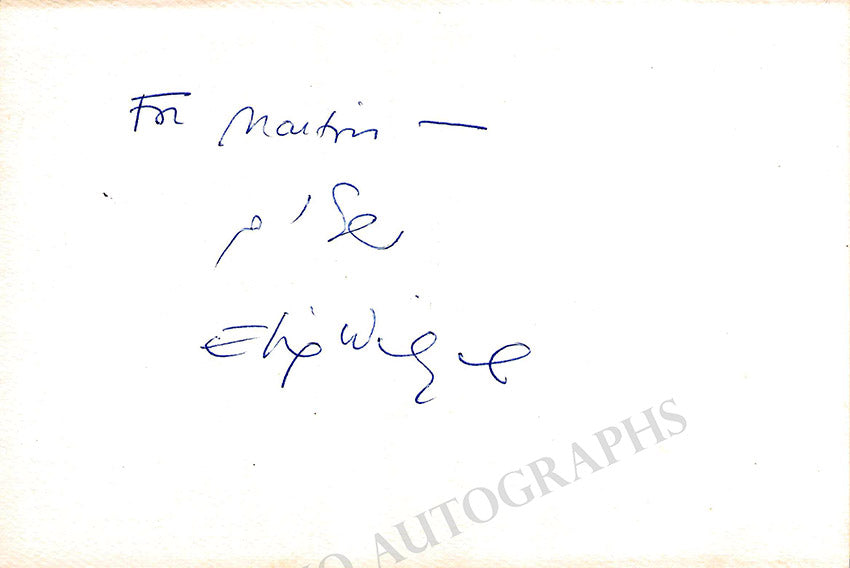 For Martin —
שלום
Elie Wiesel
O AUTOGRAPHS